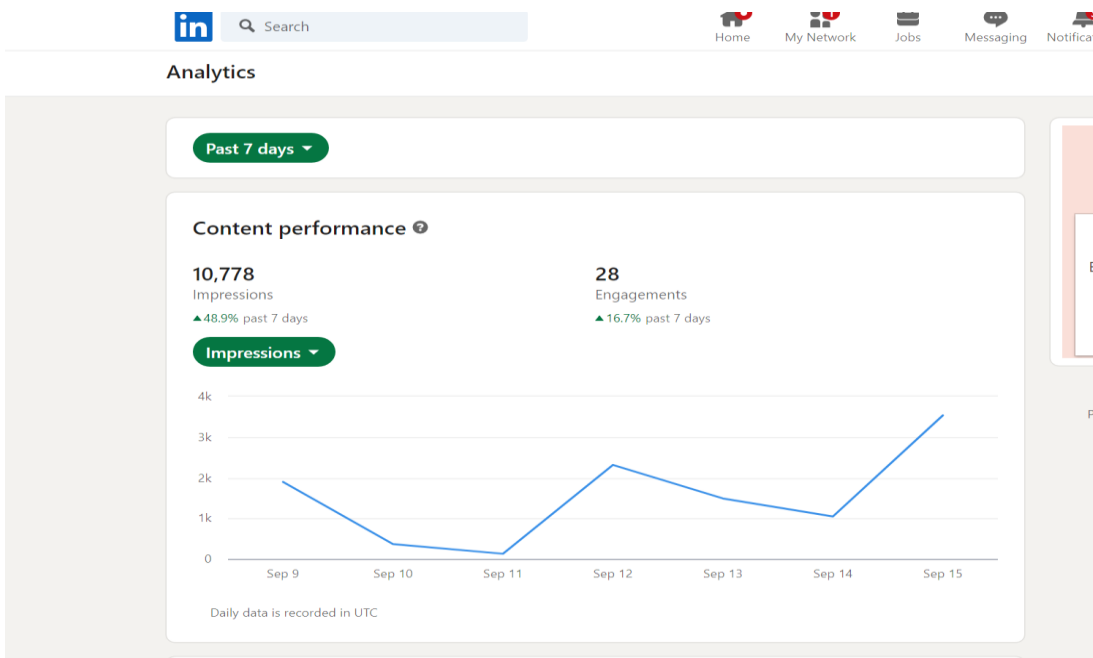 in Search Home My Network Jobs Messaging Notifica
Analytics
Past 7 days
Content performance
10,778 28
Impressions Engagements
48.9% past 7 days 16.7% past 7 days
Impressions
4k
3k
2k
1k
0
Sep 9 Sep 10 Sep 11 Sep 12 Sep 13 Sep 14 Sep 15
Daily data is recorded in UTC